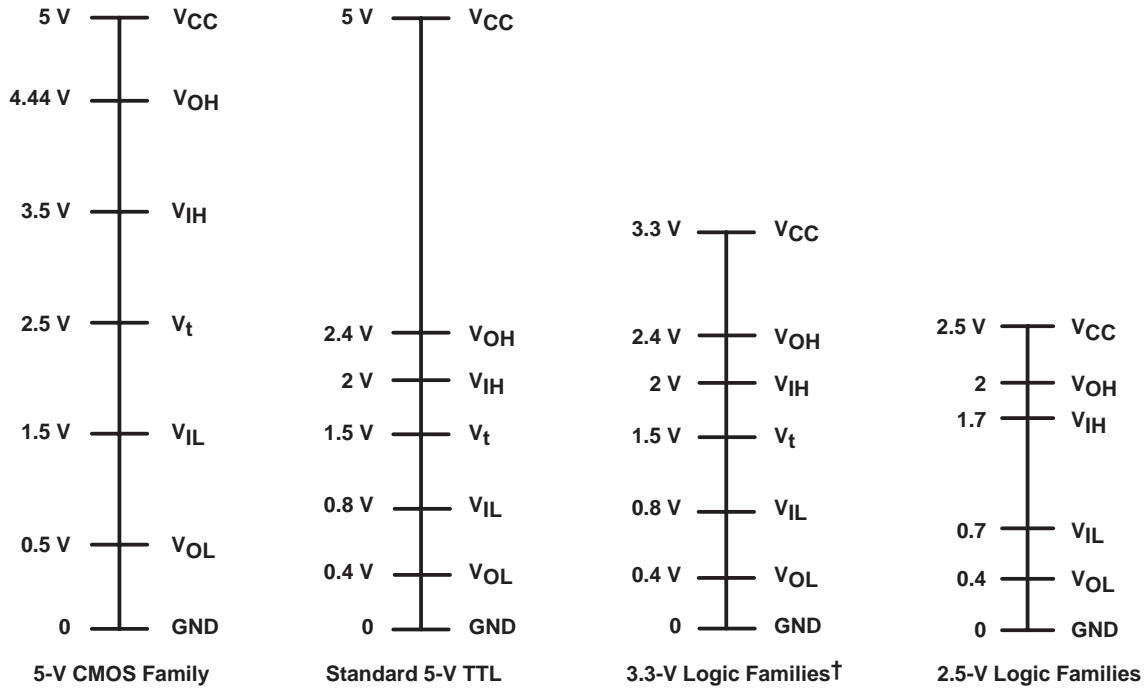 5 V VCC
4.44 V VOH
3.5 V VIH
2.5 V Vt
1.5 V VIL
0.5 V VOL
0 GND
5-V CMOS Family
5 V VCC
2.4 V VOH
2 V VIH
1.5 V Vt
0.8 V VIL
0.4 V VOL
0 GND
Standard 5-V TTL
3.3 V VCC
2.4 V VOH
2 V VIH
1.5 V Vt
0.8 V VIL
0.4 V VOL
0 GND
3.3-V Logic Families†
2.5 V VCC
2 VOH
1.7 VIH
0.7 VIL
0.4 VOL
0 GND
2.5-V Logic Families